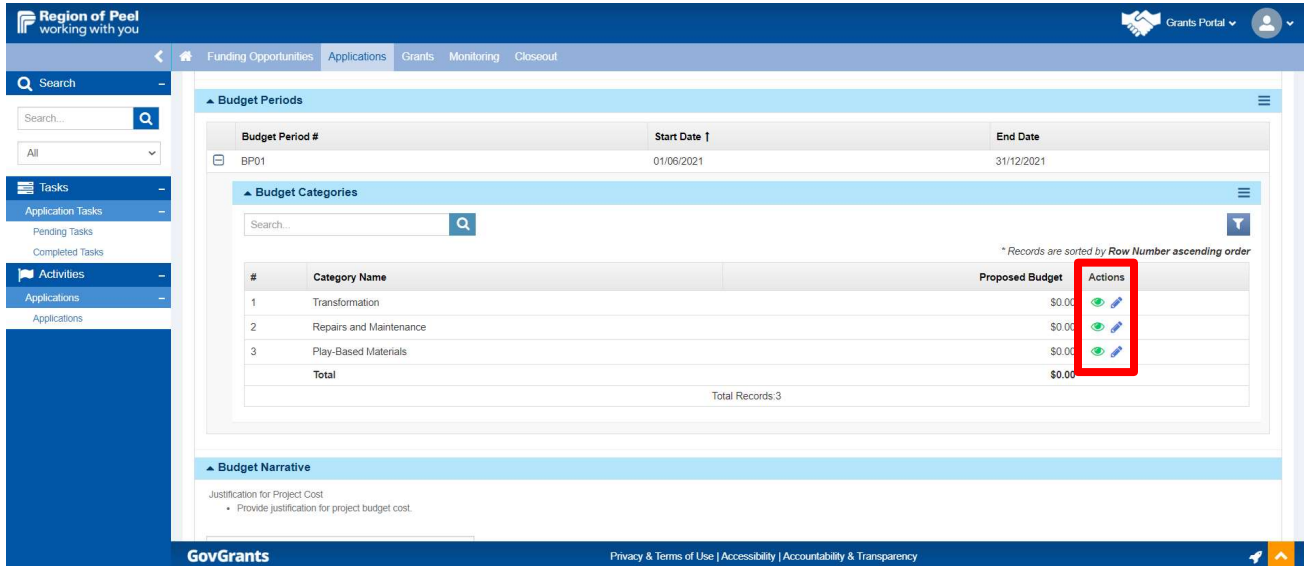 Region of Peel
working with you
Grants Portal
Funding Opportunities Applications Grants Monitoring Closeout
Search
Search...
All
Tasks
Application Tasks
Pending Tasks
Completed Tasks
Activities
Applications
Applications
Budget Periods
Budget Period # Start Date ↑ End Date
BP01 01/06/2021 31/12/2021
Budget Categories
Search...
* Records are sorted by Row Number ascending order
# Category Name Proposed Budget Actions
1 Transformation $0.00
2 Repairs and Maintenance $0.00
3 Play-Based Materials $0.00
Total $0.00
Total Records:3
Budget Narrative
Justification for Project Cost
• Provide justification for project budget cost.
GovGrants Privacy & Terms of Use | Accessibility | Accountability & Transparency